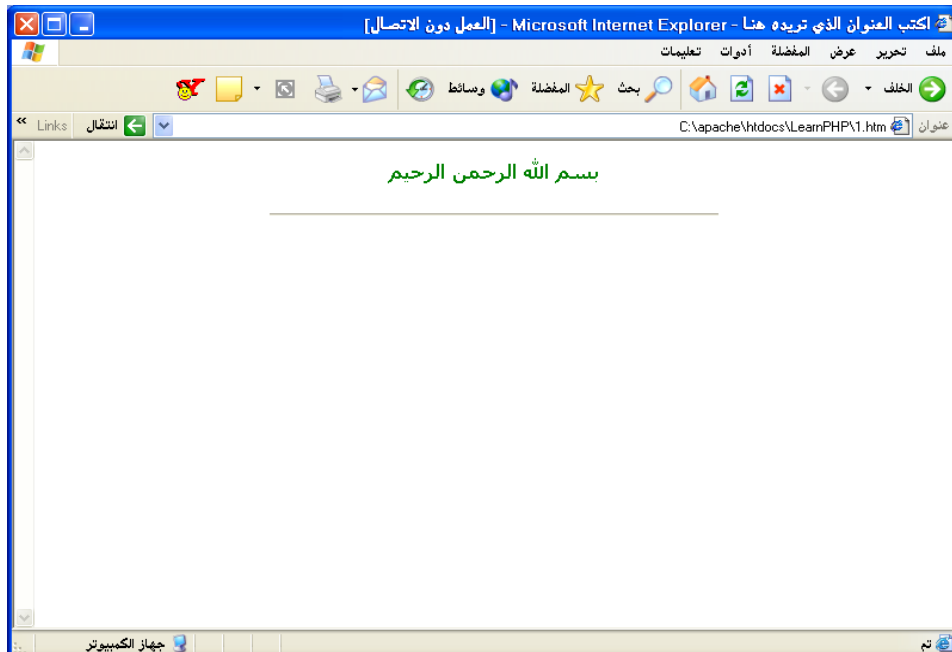 اكتب العنوان الذي تريده هنا - Microsoft Internet Explorer - [العمل دون الاتصال]
ملف تحرير عرض المفضلة أدوات تعليمات
الخلف بحث المفضلة وسائط
عنوان C:\apache\htdocs\LearnPHP\1.htm انتقال Links »
بسم الله الرحمن الرحيم
تم جهاز الكمبيوتر